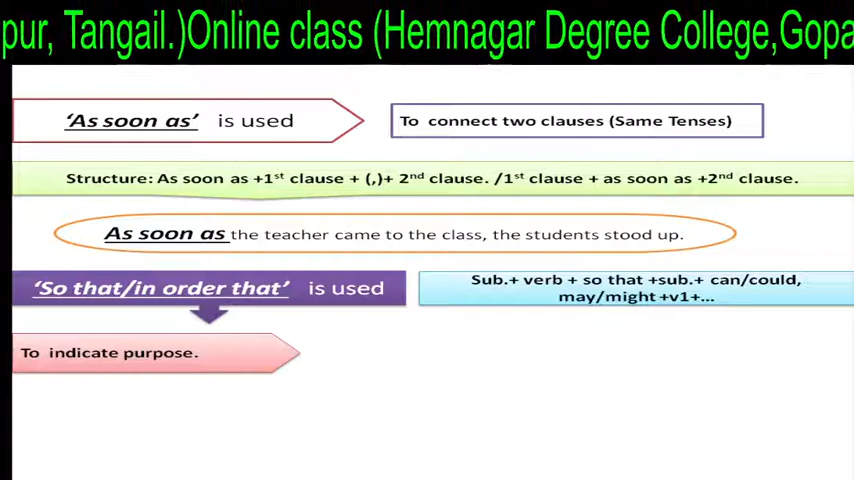 pur, Tangail.)Online class (Hemnagar Degree College,Gopa
‘As soon as’ is used
To connect two clauses (Same Tenses)
Structure: As soon as +1st clause + (,)+ 2nd clause. /1st clause + as soon as +2nd clause.
As soon as the teacher came to the class, the students stood up.
‘So that/in order that’ is used
Sub.+ verb + so that +sub.+ can/could,
may/might +v1+...
To indicate purpose.